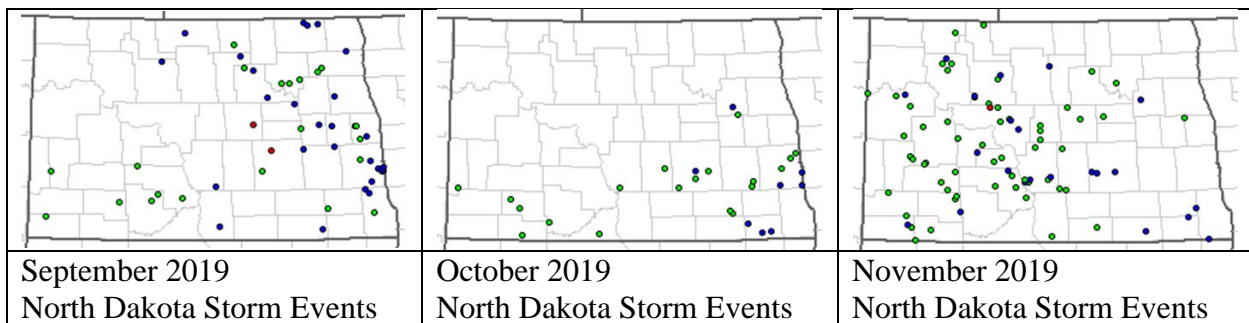 September 2019
North Dakota Storm Events
October 2019
North Dakota Storm Events
November 2019
North Dakota Storm Events